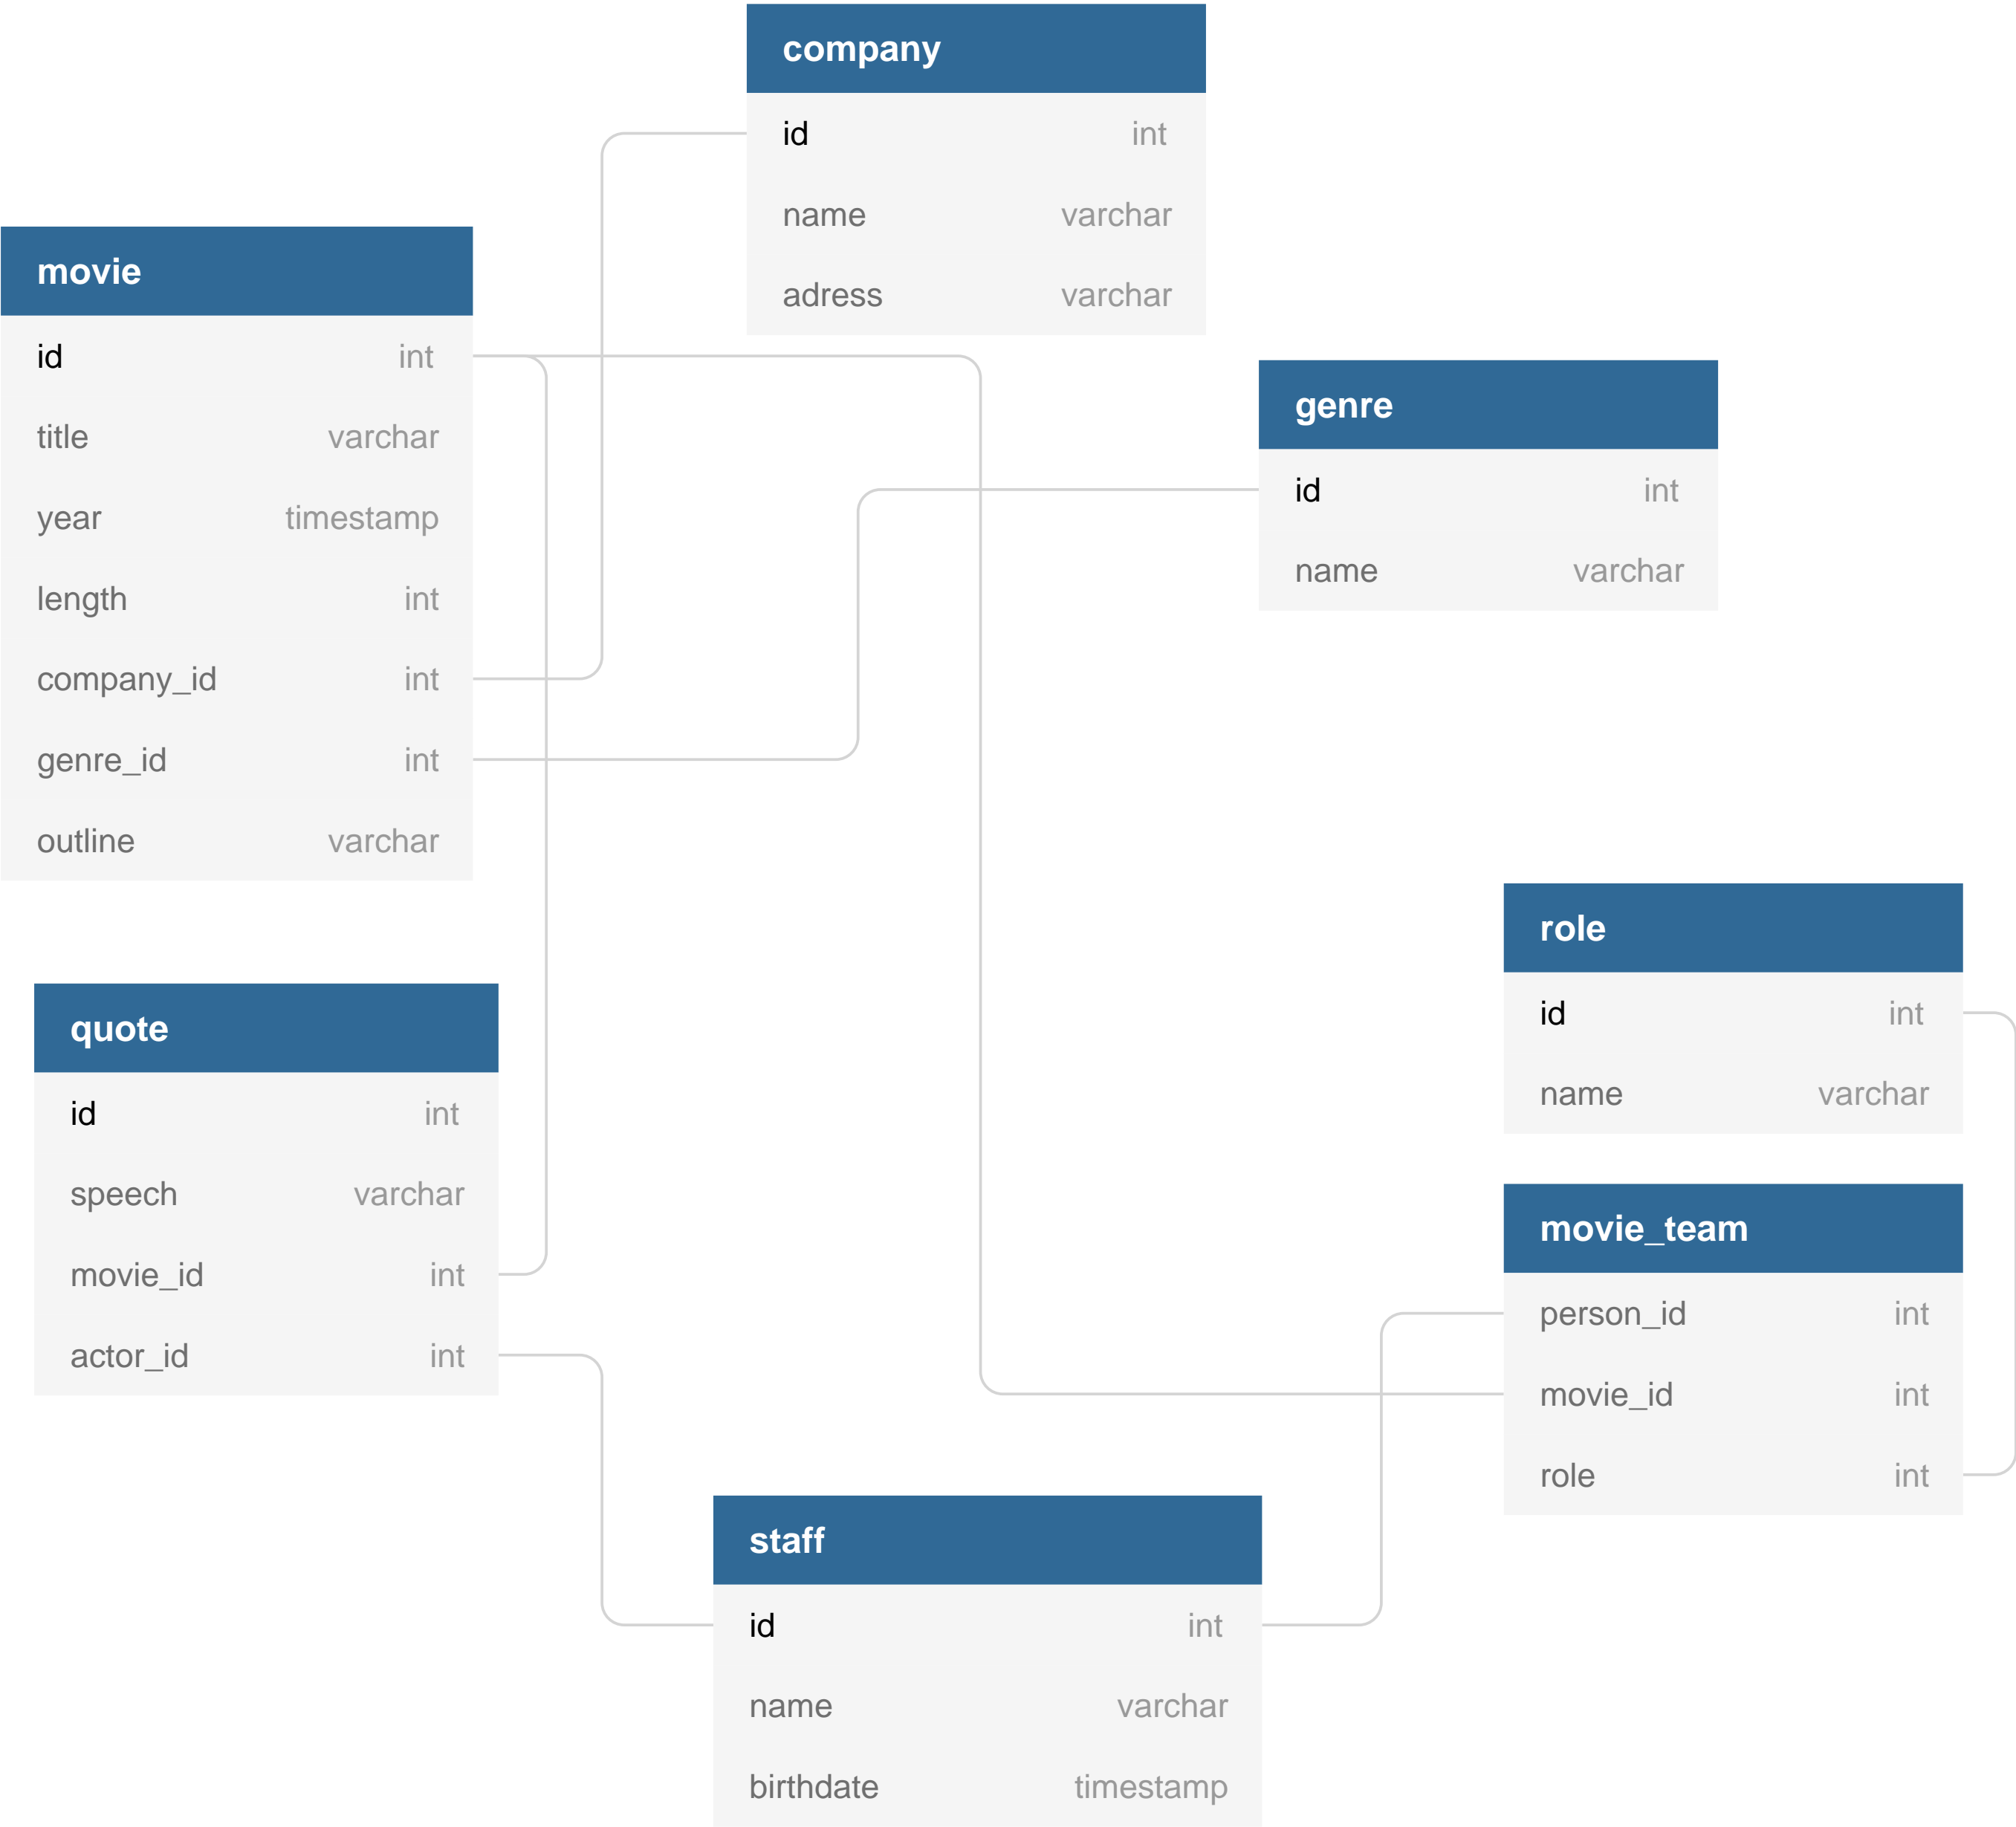 company
id int
name varchar
adress varchar
movie
id int
title varchar
year timestamp
length int
company_id int
genre_id int
outline varchar
genre
id int
name varchar
role
id int
name varchar
quote
id int
speech varchar
movie_id int
actor_id int
movie_team
person_id int
movie_id int
role int
staff
id int
name varchar
birthdate timestamp